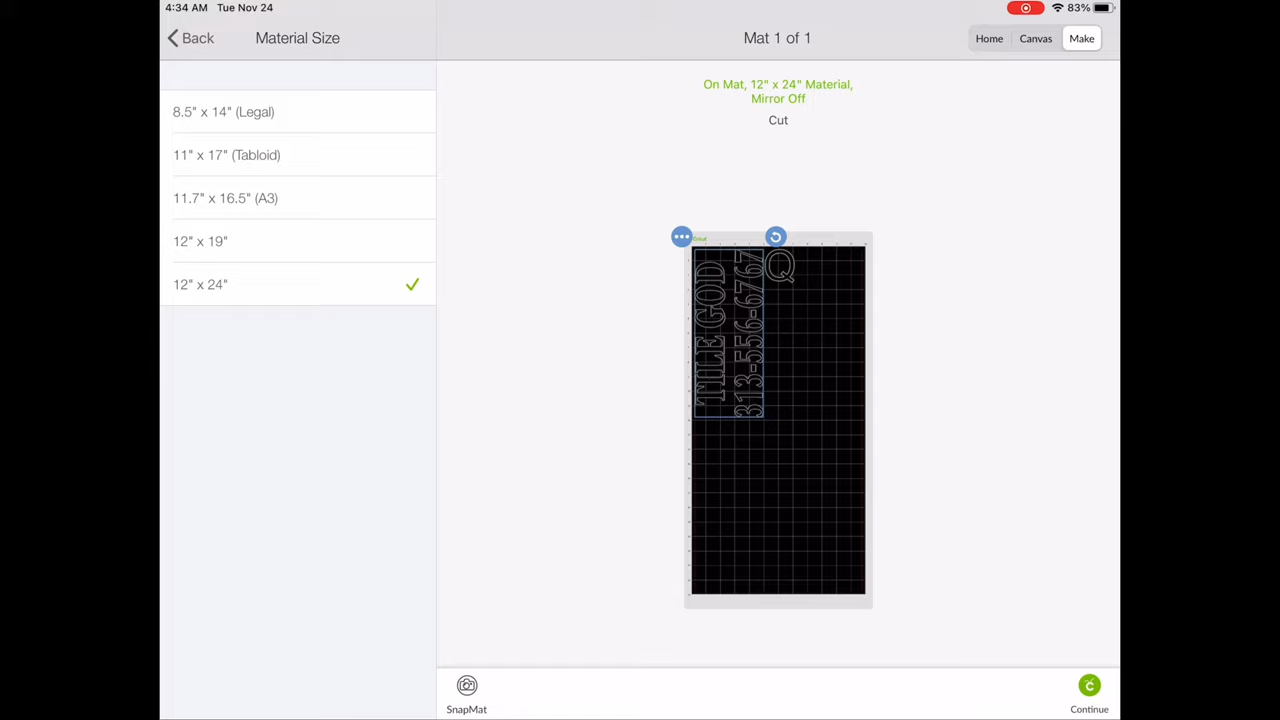 4:34 AM Tue Nov 24
83%
Back
Material Size
Mat 1 of 1
Home
Canvas
Make
8.5" x 14" (Legal)
11" x 17" (Tabloid)
11.7" x 16.5" (A3)
12" x 19"
12" x 24"
On Mat, 12" x 24" Material,
Mirror Off
Cut
cricut
TILE GOD
313-556-6767
Q
SnapMat
Continue